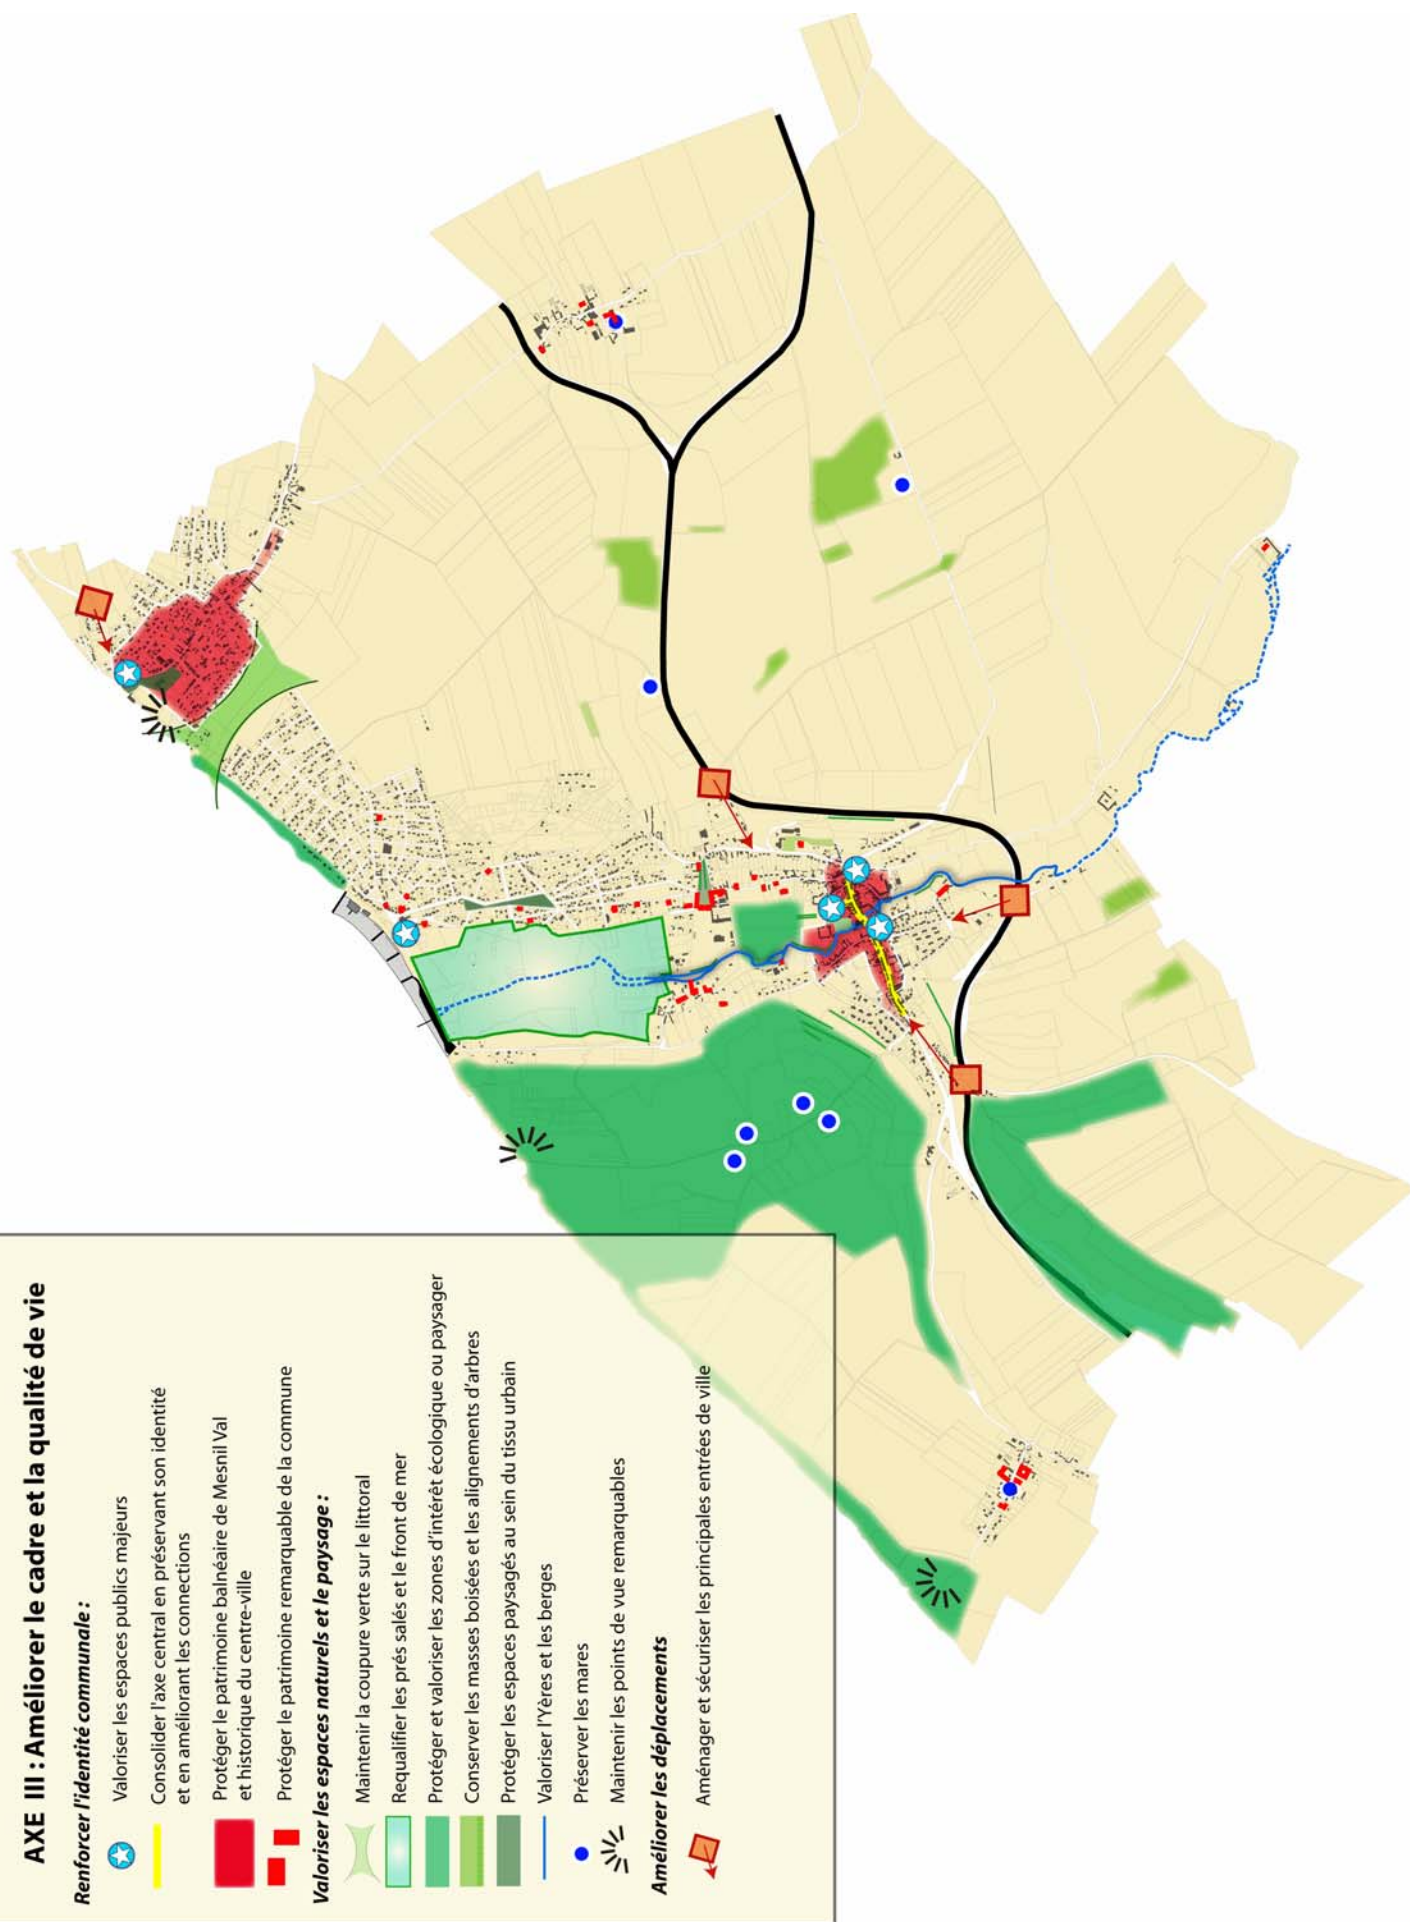 AXE III : Améliorer le cadre et la qualité de vie
Renforcer l'identité communale :
Valoriser les espaces publics majeurs
Consolider l'axe central en préservant son identité
et en améliorant les connections
Protéger le patrimoine balnéaire de Mesnil Val
et historique du centre-ville
Protéger le patrimoine remarquable de la commune
Valoriser les espaces naturels et le paysage :
Maintenir la coupure verte sur le littoral
Requalifier les prés salés et le front de mer
Protéger et valoriser les zones d'intérêt écologique ou paysager
Conserver les masses boisées et les alignements d'arbres
Protéger les espaces paysagés au sein du tissu urbain
Valoriser l'Yères et les berges
Préserver les mares
Maintenir les points de vue remarquables
Améliorer les déplacements
Aménager et sécuriser les principales entrées de ville